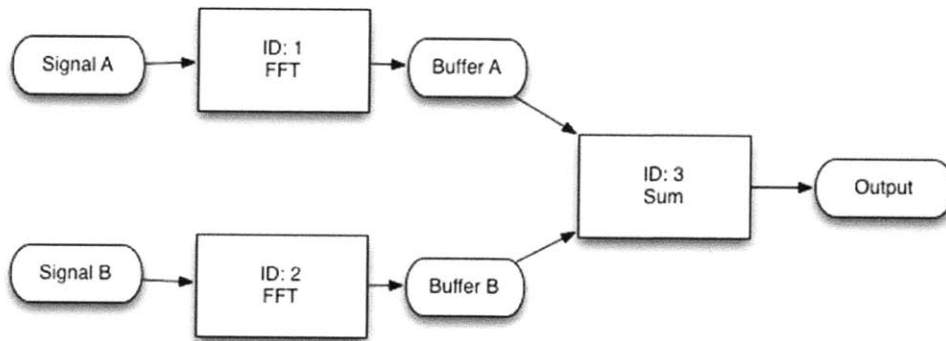 Signal A
ID: 1
FFT
Buffer A
ID: 3
Sum
Output
Signal B
ID: 2
FFT
Buffer B